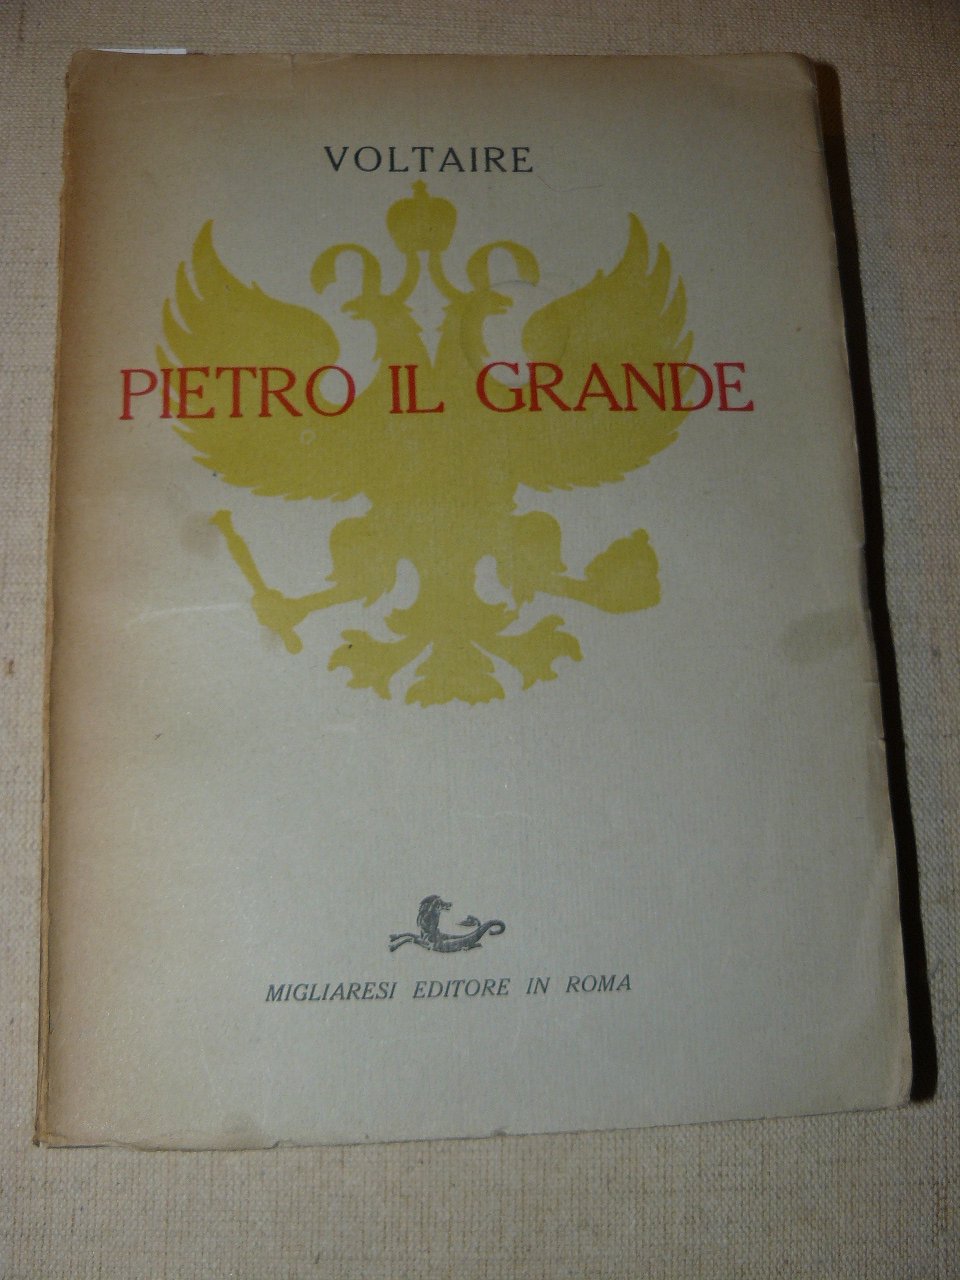 VOLTAIRE
PIETRO IL GRANDE
MIGLIARESI EDITORE IN ROMA